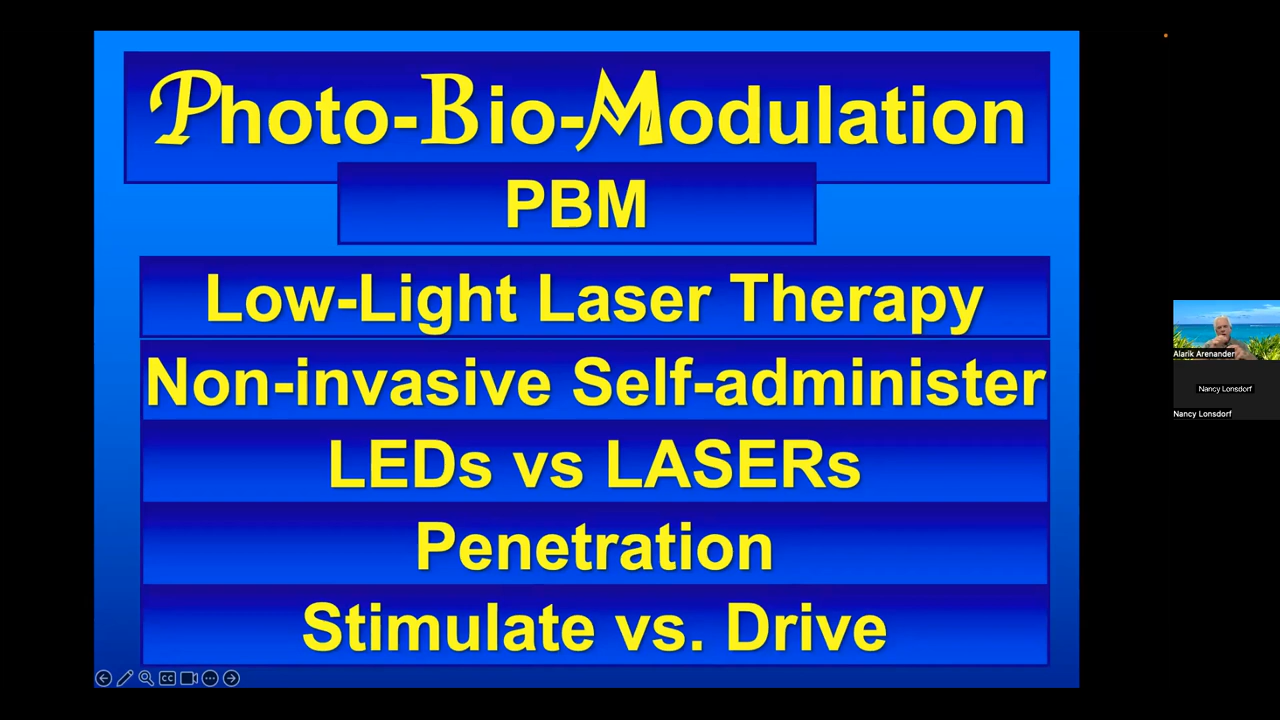 Photo-Bio-Modulation
PBM
Low-Light Laser Therapy
Non-invasive Self-administer
LEDs vs LASERs
Penetration
Stimulate vs. Drive
Alarik Arenander
Nancy Lonsdorf
Nancy Lonsdorf
CC